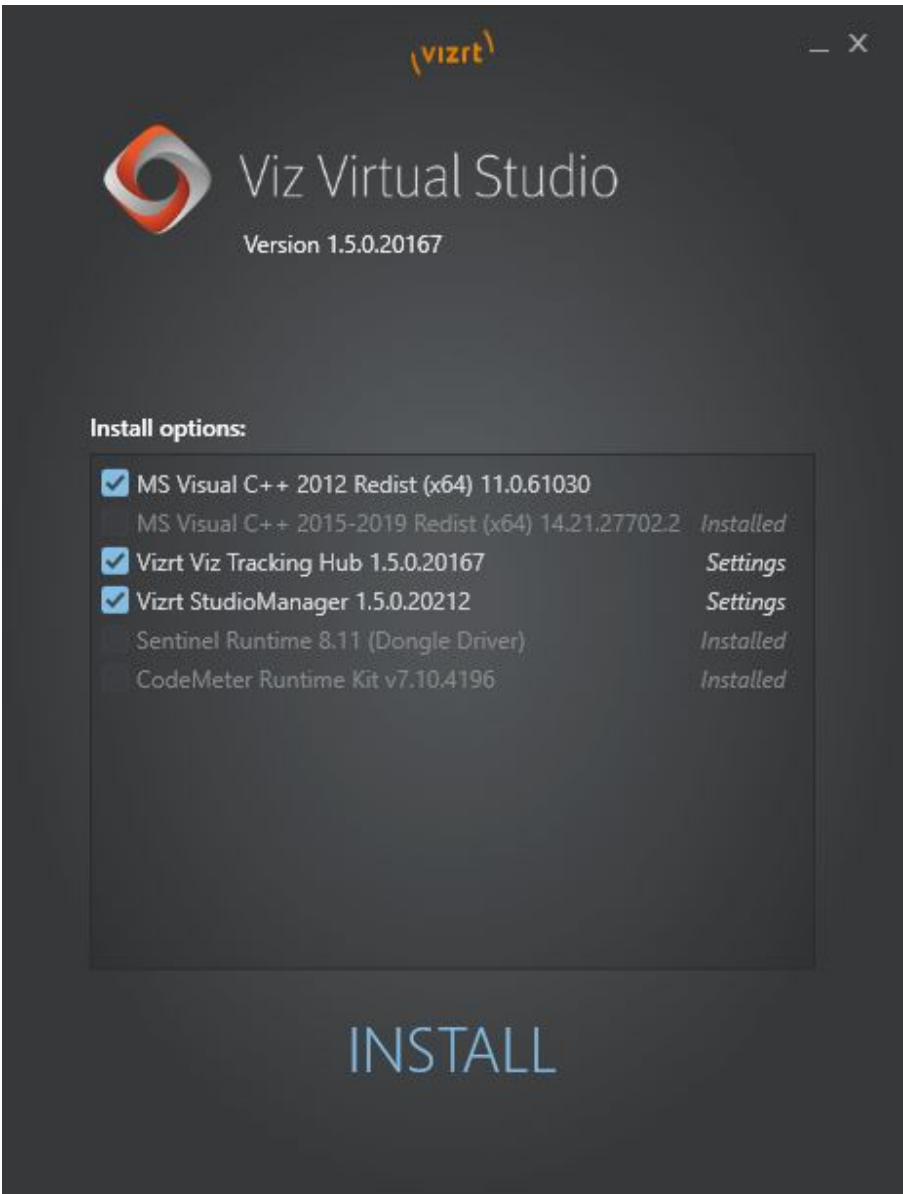 (vizrt)
Viz Virtual Studio
Version 1.5.0.20167
Install options:
MS Visual C++ 2012 Redist (x64) 11.0.61030
MS Visual C++ 2015-2019 Redist (x64) 14.21.27702.2 Installed
Vizrt Viz Tracking Hub 1.5.0.20167 Settings
Vizrt StudioManager 1.5.0.20212 Settings
Sentinel Runtime 8.11 (Dongle Driver) Installed
CodeMeter Runtime Kit v7.10.4196 Installed
INSTALL